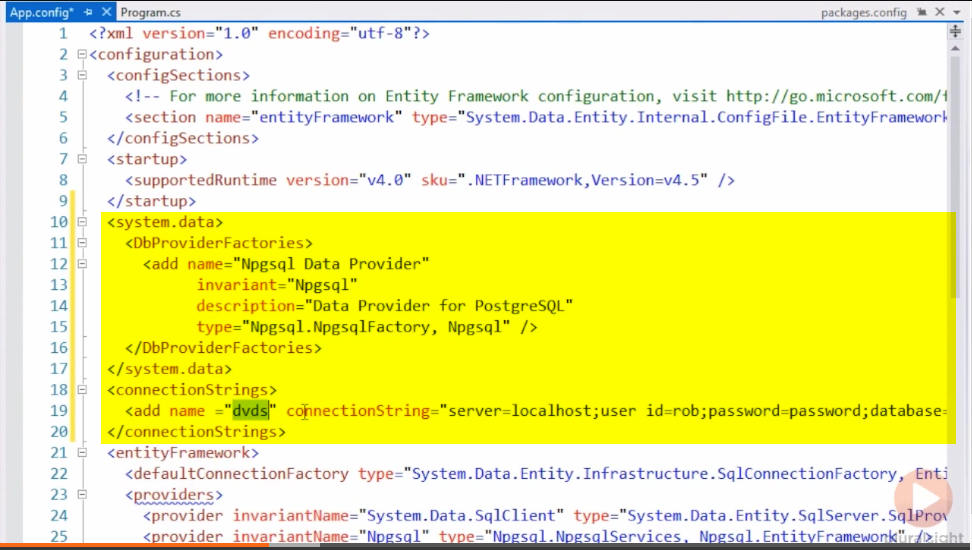 App.config*
Program.cs
packages.config
1 <?xml version="1.0" encoding="utf-8"?>
2 <configuration>
3 <configSections>
4 <!-- For more information on Entity Framework configuration, visit http://go.microsoft.com/f
5 <section name="entityFramework" type="System.Data.Entity.Internal.ConfigFile.EntityFramework
6 </configSections>
7 <startup>
8 <supportedRuntime version="v4.0" sku=".NETFramework,Version=v4.5" />
9 </startup>
10 <system.data>
11 <DbProviderFactories>
12 <add name="Npgsql Data Provider"
13 invariant="Npgsql"
14 description="Data Provider for PostgreSQL"
15 type="Npgsql.NpgsqlFactory, Npgsql" />
16 </DbProviderFactories>
17 </system.data>
18 <connectionStrings>
19 <add name ="dvds" connectionString="server=localhost;user id=rob;password=password;database=
20 </connectionStrings>
21 <entityFramework>
22 <defaultConnectionFactory type="System.Data.Entity.Infrastructure.SqlConnectionFactory, Enti
23 <providers>
24 <provider invariantName="System.Data.SqlClient" type="System.Data.Entity.SqlServer.SqlProv
25 <provider invariantName="Npgsql" type="Npgsql.NpgsqlServices, Npgsql.EntityFramework" />
pluralsight